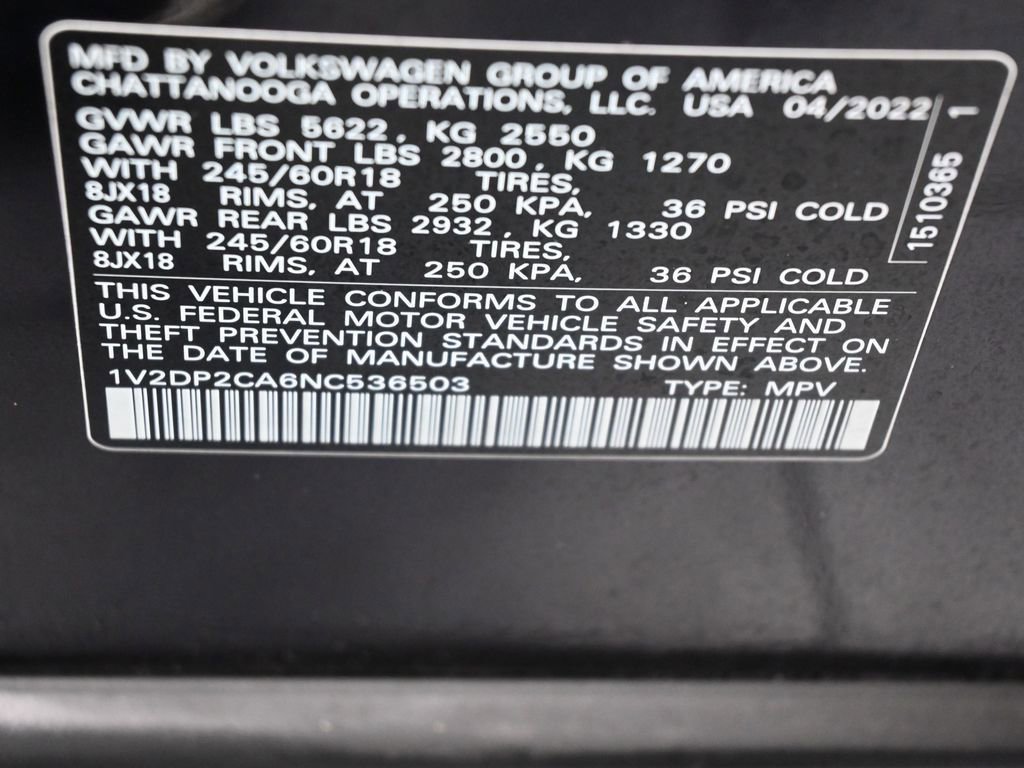 MFD BY VOLKSWAGEN GROUP OF AMERICA
CHATTANOOGA OPERATIONS, LLC. USA 04/2022
GVWR LBS 5622, KG 2550
GAWR FRONT LBS 2800, KG 1270
WITH 245/60R18 TIRES,
8JX18 RIMS, AT 250 KPA, 36 PSI COLD
GAWR REAR LBS 2932, KG 1330
WITH 245/60R18 TIRES,
8JX18 RIMS, AT 250 KPA, 36 PSI COLD
1510365 1
THIS VEHICLE CONFORMS TO ALL APPLICABLE
U.S. FEDERAL MOTOR VEHICLE SAFETY AND
THEFT PREVENTION STANDARDS IN EFFECT ON
THE DATE OF MANUFACTURE SHOWN ABOVE.
1V2DP2CA6NC536503 TYPE: MPV